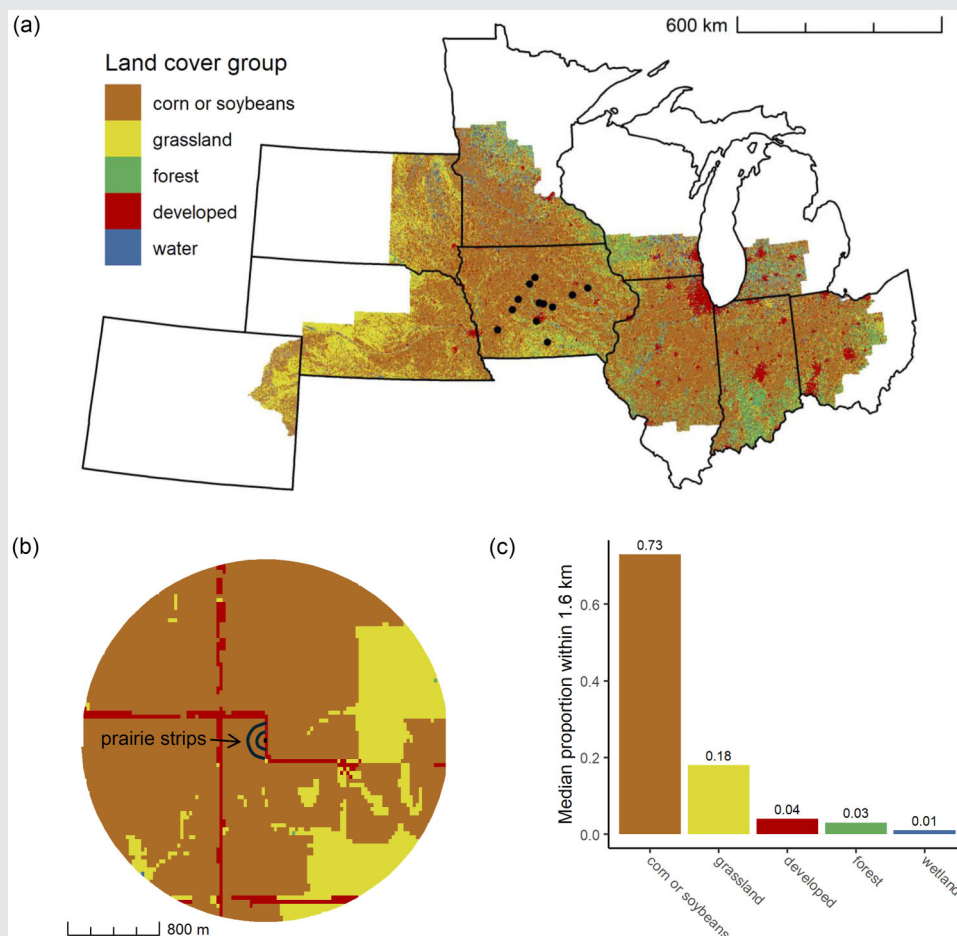 (a)
600 km
Land cover group
corn or soybeans
grassland
forest
developed
water
(b)
prairie strips
800 m
(c)
Median proportion within 1.6 km
0.6
0.4
0.2
0.0
0.73
0.18
0.04
0.03
0.01
corn or soybeans
grassland
developed
forest
wetland